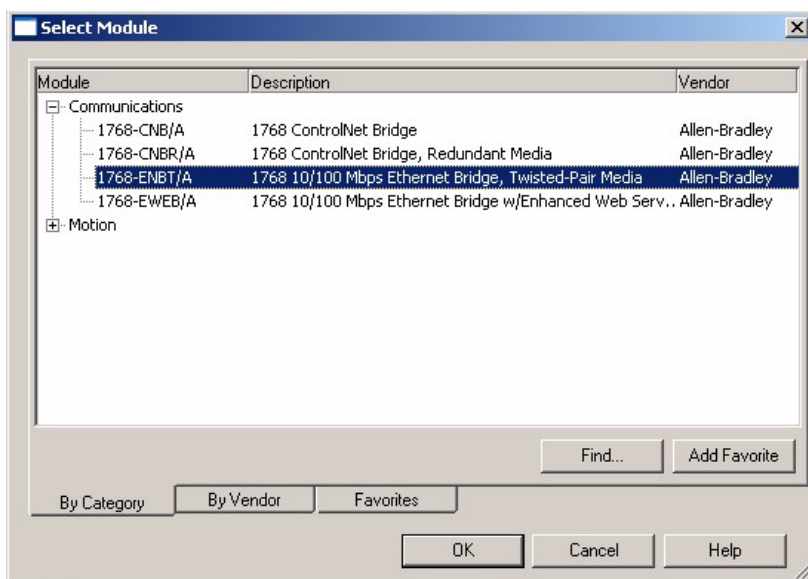 Select Module
Module Description Vendor
Communications
1768-CNB/A 1768 ControlNet Bridge Allen-Bradley
1768-CNBR/A 1768 ControlNet Bridge, Redundant Media Allen-Bradley
1768-ENBT/A 1768 10/100 Mbps Ethernet Bridge, Twisted-Pair Media Allen-Bradley
1768-EWEB/A 1768 10/100 Mbps Ethernet Bridge w/Enhanced Web Serv.. Allen-Bradley
Motion
Find... Add Favorite
By Category By Vendor Favorites
OK Cancel Help